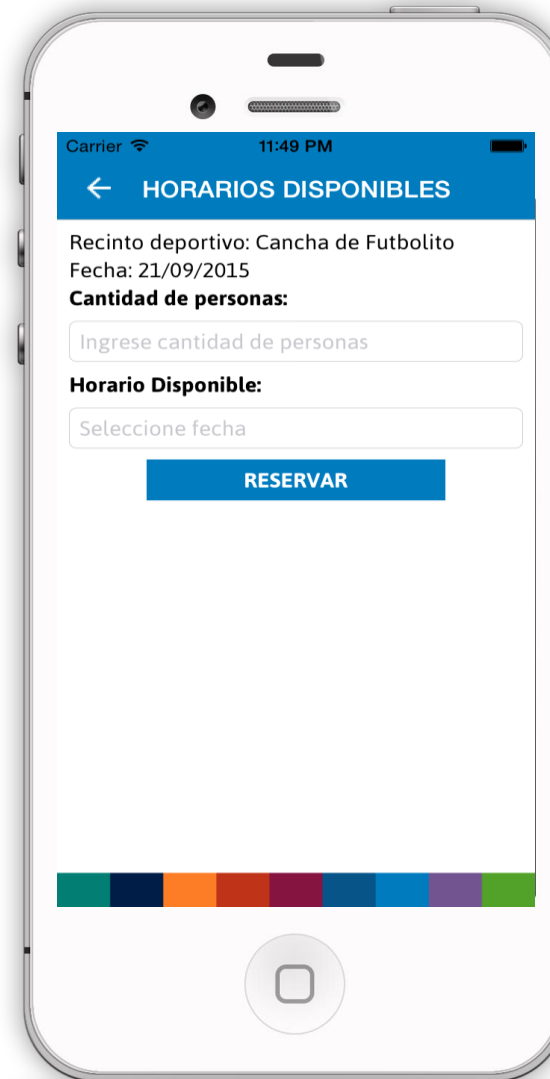 Carrier 11:49 PM
HORARIOS DISPONIBLES
Recinto deportivo: Cancha de Futbolito
Fecha: 21/09/2015
Cantidad de personas:
Ingrese cantidad de personas
Horario Disponible:
Seleccione fecha
RESERVAR